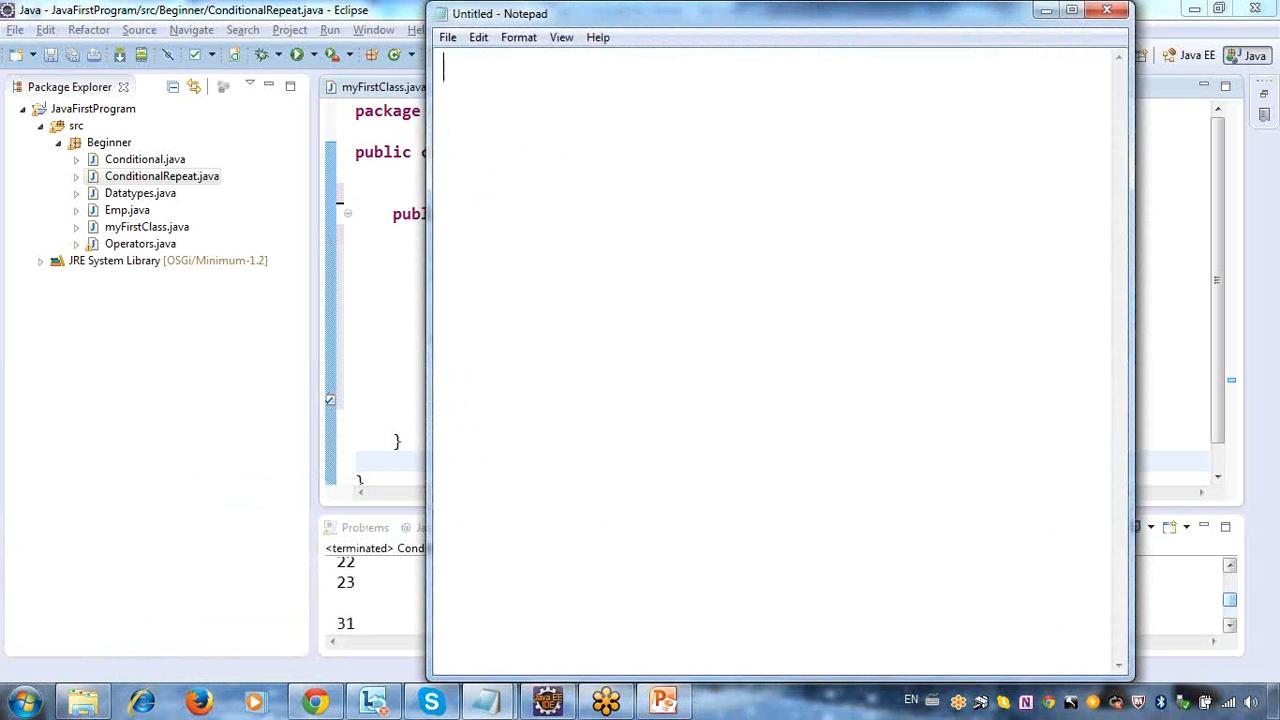 Java - JavaFirstProgram/src/Beginner/ConditionalRepeat.java - Eclipse
File Edit Refactor Source Navigate Search Project Run Window
Java EE
Java
Package Explorer
JavaFirstProgram
src
Beginner
Conditional.java
ConditionalRepeat.java
Datatypes.java
Emp.java
myFirstClass.java
Operators.java
JRE System Library [OSGi/Minimum-1.2]
myFirstClass.java
package
public
publ
}
}
Problems @ Ja
<terminated> Cond
22
23
31
Untitled - Notepad
File Edit Format View Help
EN